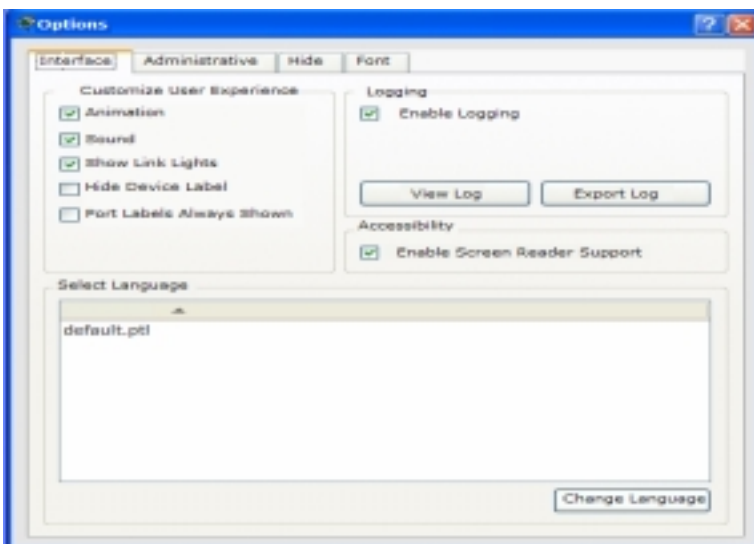 Options
Interface Administrative Hide Font
Customize User Experience
Animation
Sound
Show Link Lights
Hide Device Label
Port Labels Always Shown
Logging
Enable Logging
View Log Export Log
Accessibility
Enable Screen Reader Support
Select Language
default.ptl
Change Language